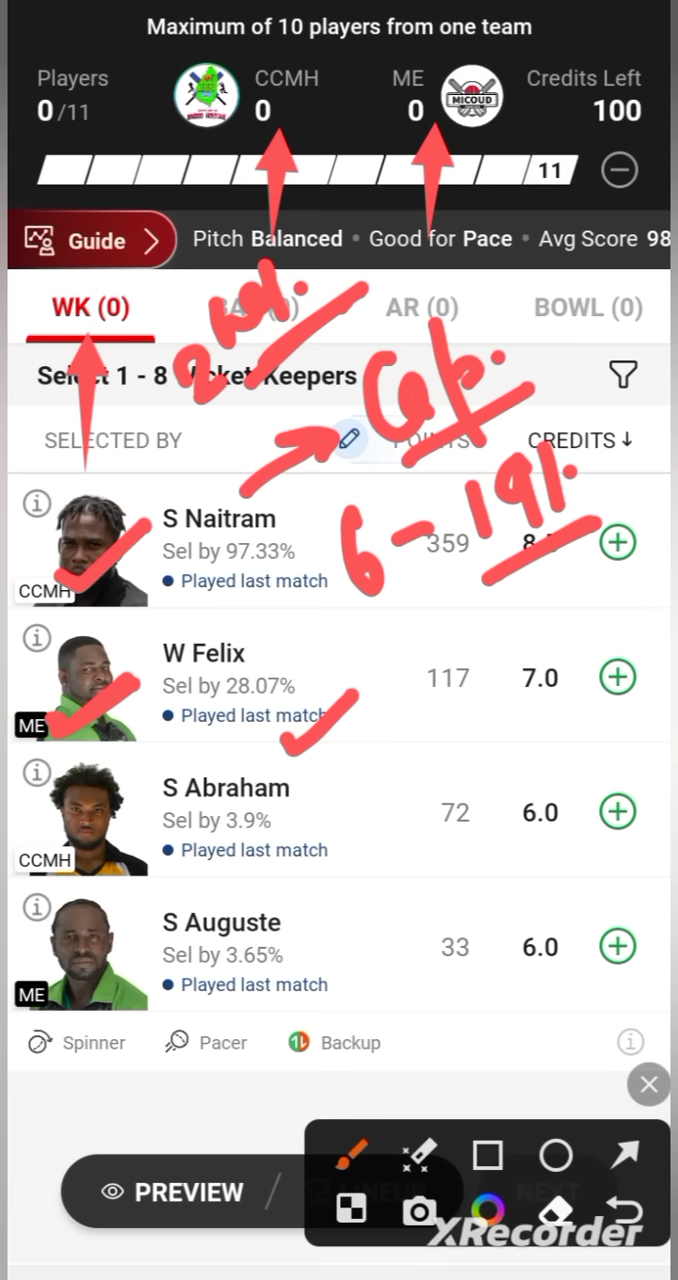 Maximum of 10 players from one team
Players CCMH ME Credits Left
0/11 0 0 MICOUD 100
11
Guide Pitch Balanced • Good for Pace • Avg Score 98
WK (0) AR (0) BOWL (0)
2nd.
Cap.
SELECTED BY POINTS CREDITS ↓
6-19%.
S Naitram
Sel by 97.33% 359
CCMH • Played last match
W Felix
Sel by 28.07% 117 7.0
ME • Played last match
S Abraham
Sel by 3.9% 72 6.0
CCMH • Played last match
S Auguste
Sel by 3.65% 33 6.0
ME • Played last match
Spinner Pacer Backup
PREVIEW
XRecorder